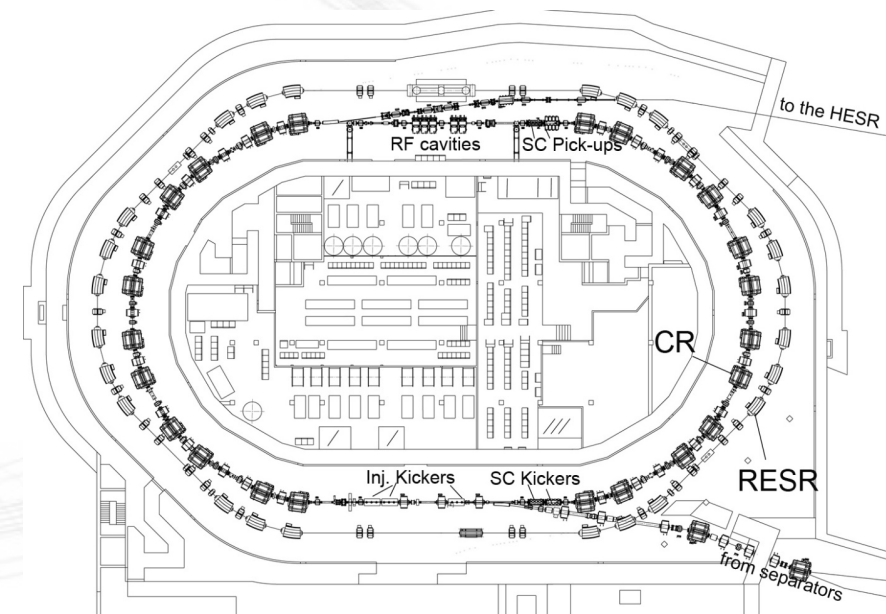 to the HESR
RF cavities
SC Pick-ups
CR
Inj. Kickers
SC Kickers
RESR
from separators